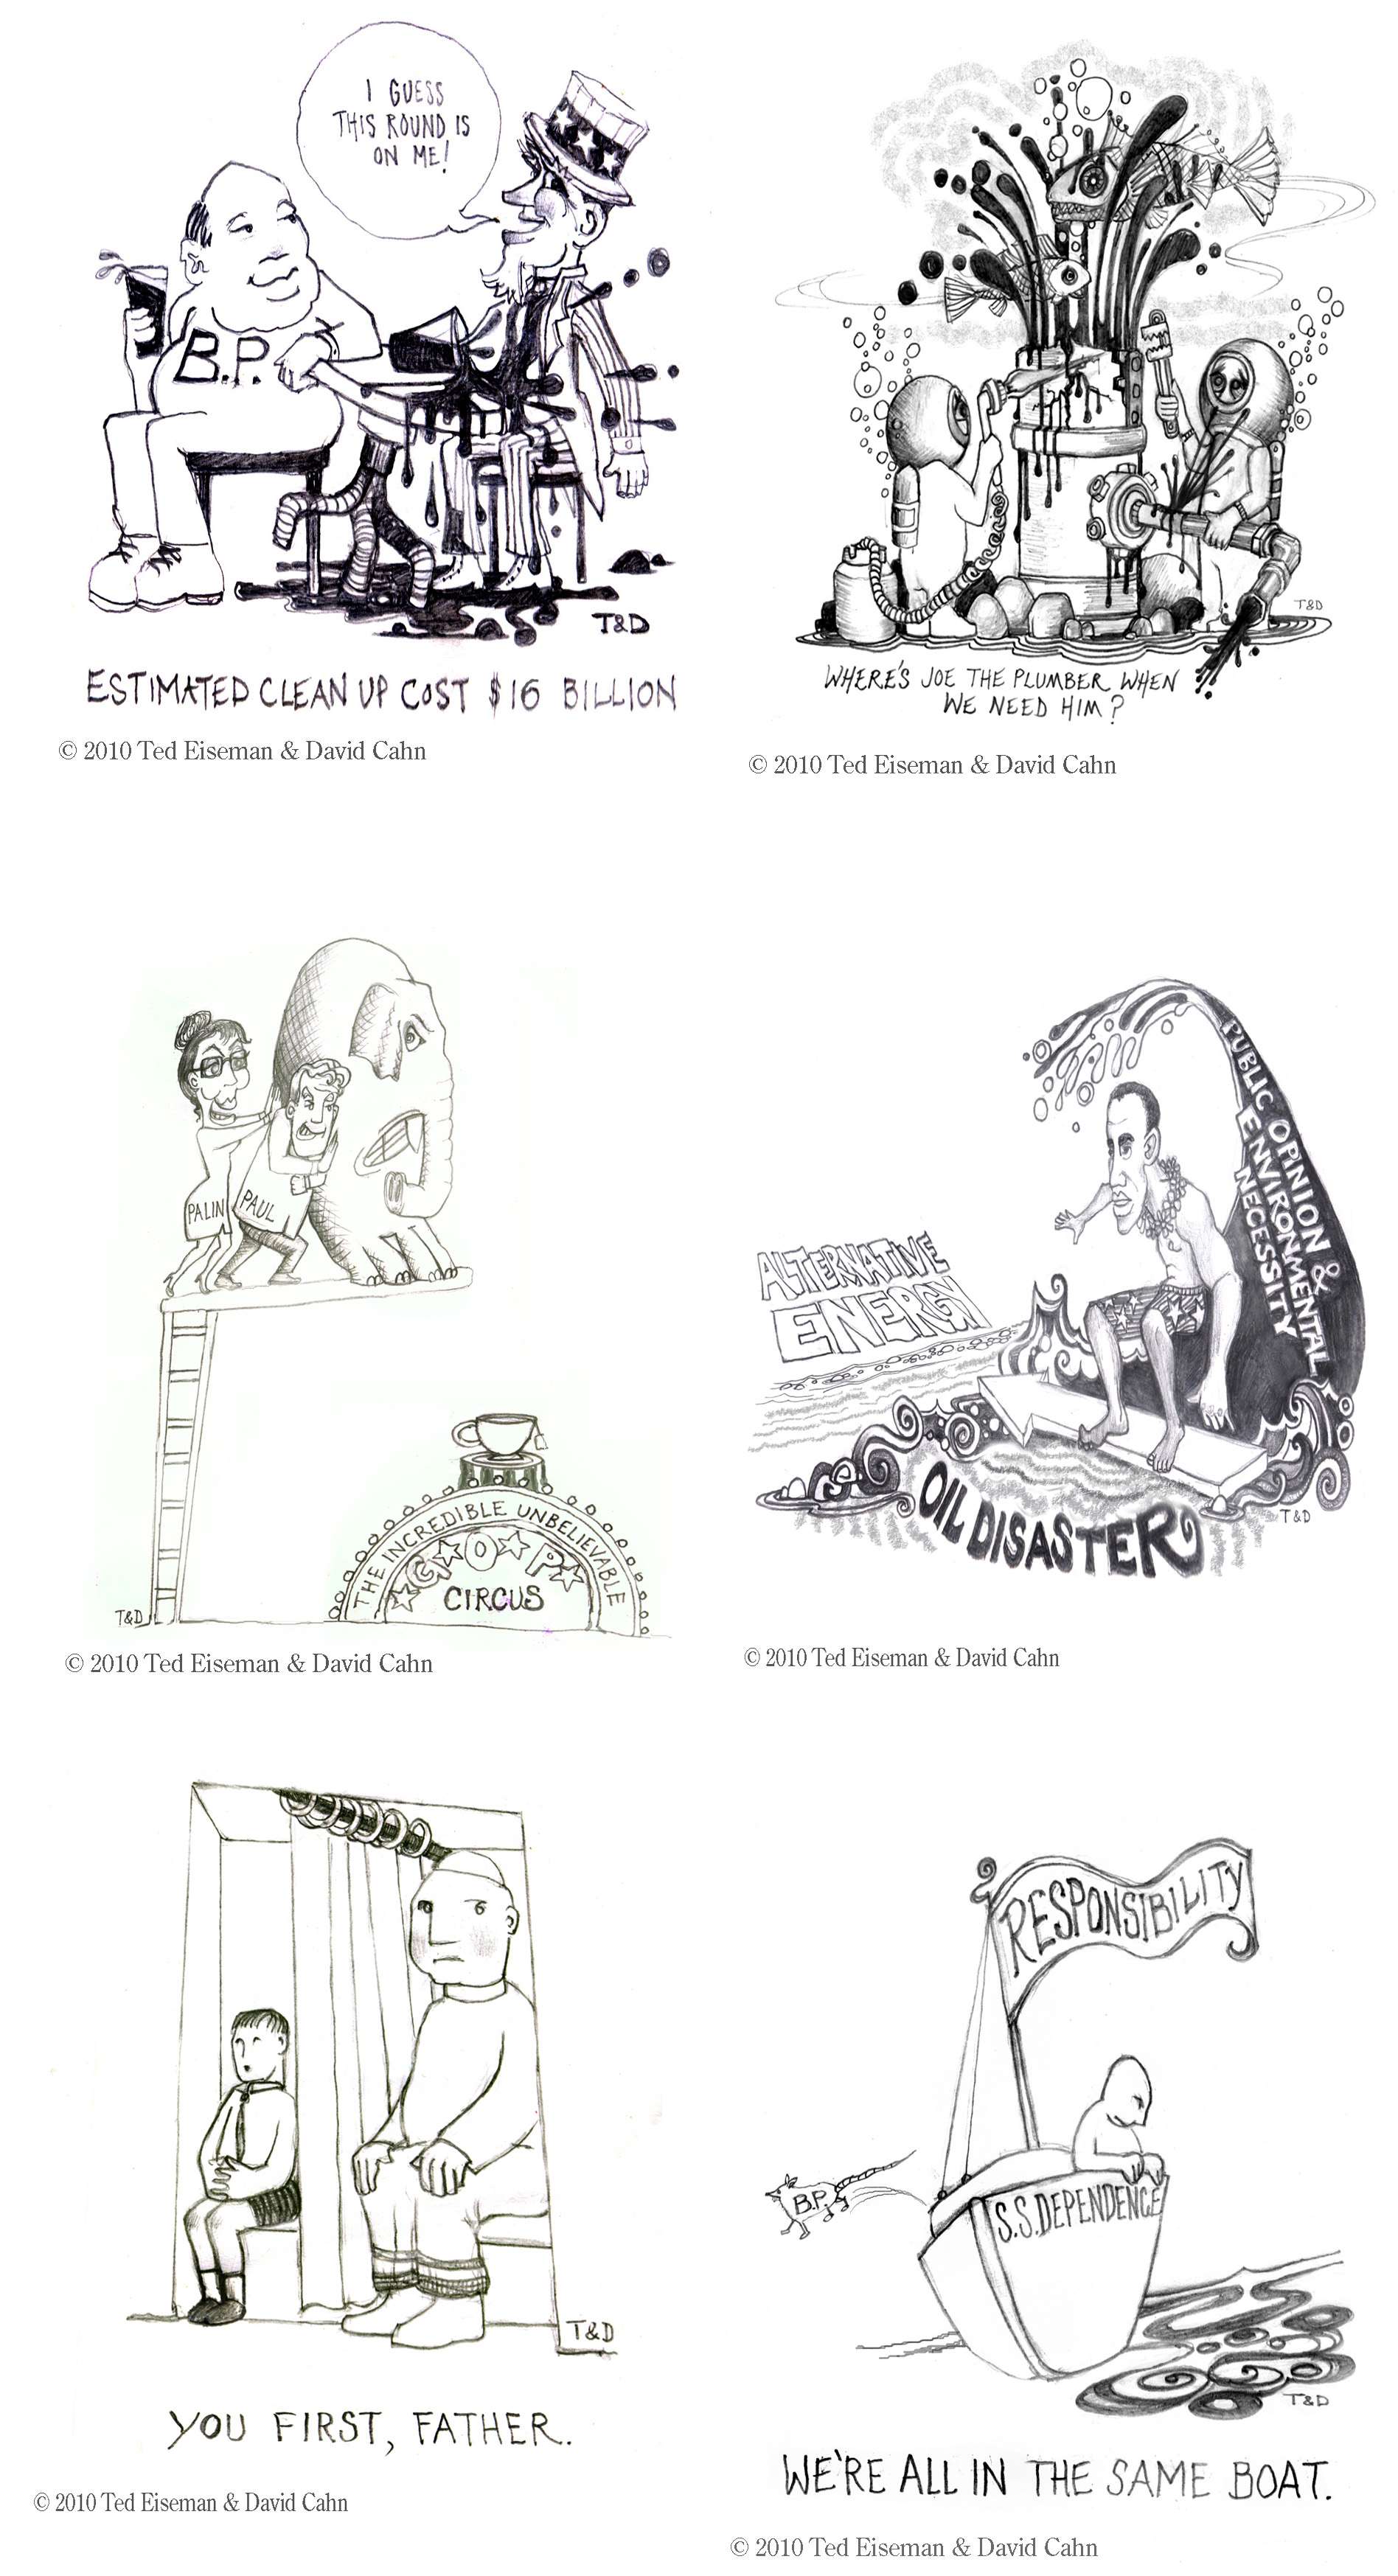 I GUESS
THIS ROUND IS
ON ME!
B.P.
T&D
ESTIMATED CLEAN UP COST $16 BILLION
© 2010 Ted Eiseman & David Cahn
T&D
WHERE'S JOE THE PLUMBER WHEN
WE NEED HIM?
© 2010 Ted Eiseman & David Cahn
PALIN
PAUL
THE INCREDIBLE UNBELIEVABLE
G O P
CIRCUS
T&D
© 2010 Ted Eiseman & David Cahn
PUBLIC OPINION &
ENVIRONMENTAL
NECESSITY
ALTERNATIVE
ENERGY
OIL DISASTER
T&D
© 2010 Ted Eiseman & David Cahn
T&D
YOU FIRST, FATHER.
© 2010 Ted Eiseman & David Cahn
RESPONSIBILITY
B.P.
S.S. DEPENDENCE
T&D
WE'RE ALL IN THE SAME BOAT.
© 2010 Ted Eiseman & David Cahn